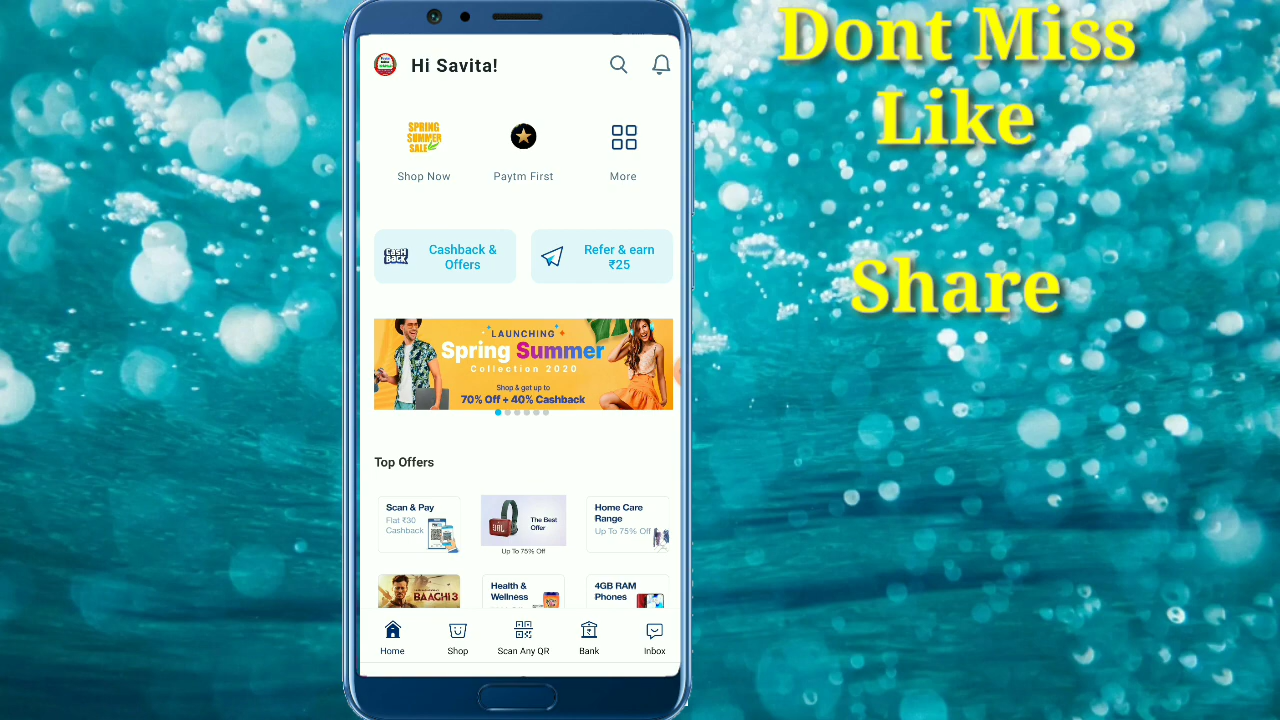 Dont Miss
Like
Share
Hi Savita!
SPRING
SUMMER
SALE
Shop Now
Paytm First
More
CASH
BACK
Cashback &
Offers
Refer & earn
₹25
LAUNCHING
Spring Summer
Collection 2020
Shop & get up to
70% Off + 40% Cashback
Top Offers
Scan & Pay
Flat ₹30
Cashback
JBL
The Best
Offer
Up To 75% Off
Home Care
Range
Up To 75% Off
BAAGHI 3
Health &
Wellness
4GB RAM
Phones
Home
Shop
Scan Any QR
Bank
Inbox